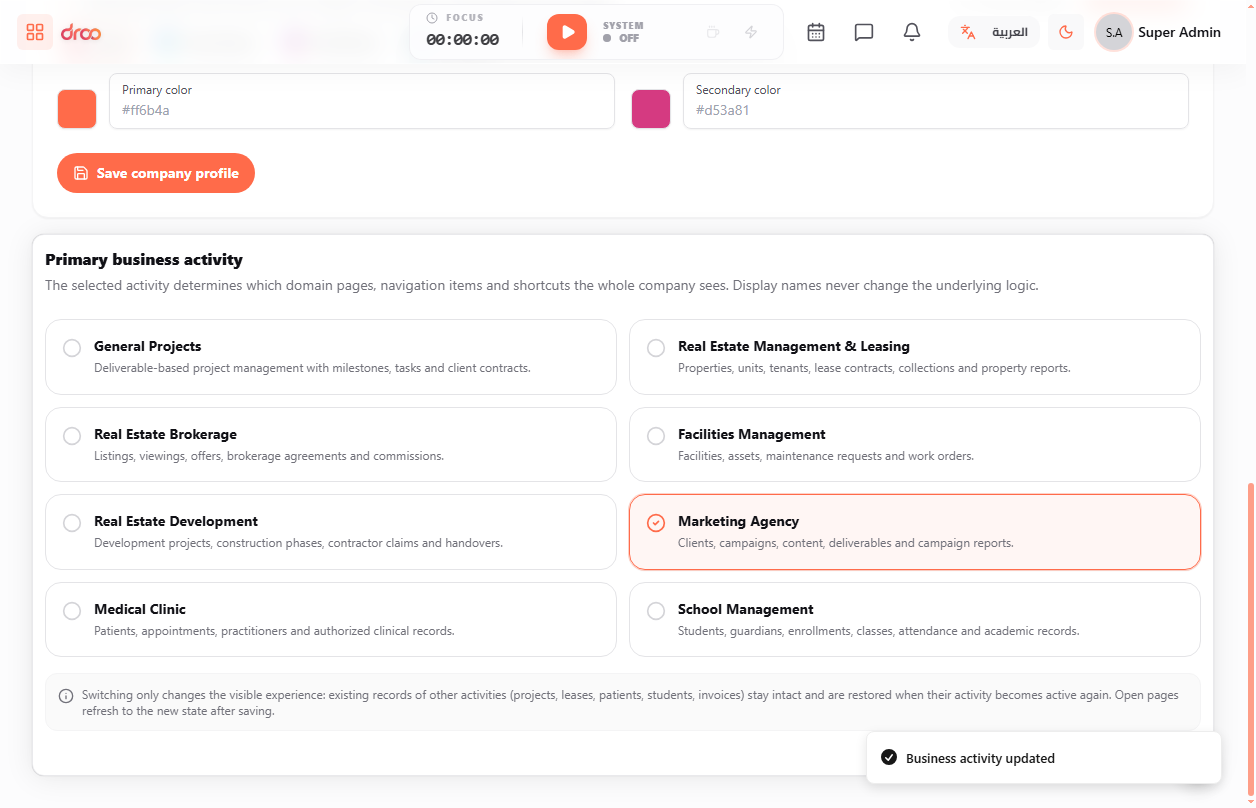 droo
FOCUS
00:00:00
SYSTEM
OFF
العربية
S.A
Super Admin
Primary color
#ff6b4a
Secondary color
#d53a81
Save company profile
Primary business activity
The selected activity determines which domain pages, navigation items and shortcuts the whole company sees. Display names never change the underlying logic.
General Projects
Deliverable-based project management with milestones, tasks and client contracts.
Real Estate Management & Leasing
Properties, units, tenants, lease contracts, collections and property reports.
Real Estate Brokerage
Listings, viewings, offers, brokerage agreements and commissions.
Facilities Management
Facilities, assets, maintenance requests and work orders.
Real Estate Development
Development projects, construction phases, contractor claims and handovers.
Marketing Agency
Clients, campaigns, content, deliverables and campaign reports.
Medical Clinic
Patients, appointments, practitioners and authorized clinical records.
School Management
Students, guardians, enrollments, classes, attendance and academic records.
Switching only changes the visible experience: existing records of other activities (projects, leases, patients, students, invoices) stay intact and are restored when their activity becomes active again. Open pages
refresh to the new state after saving.
Business activity updated